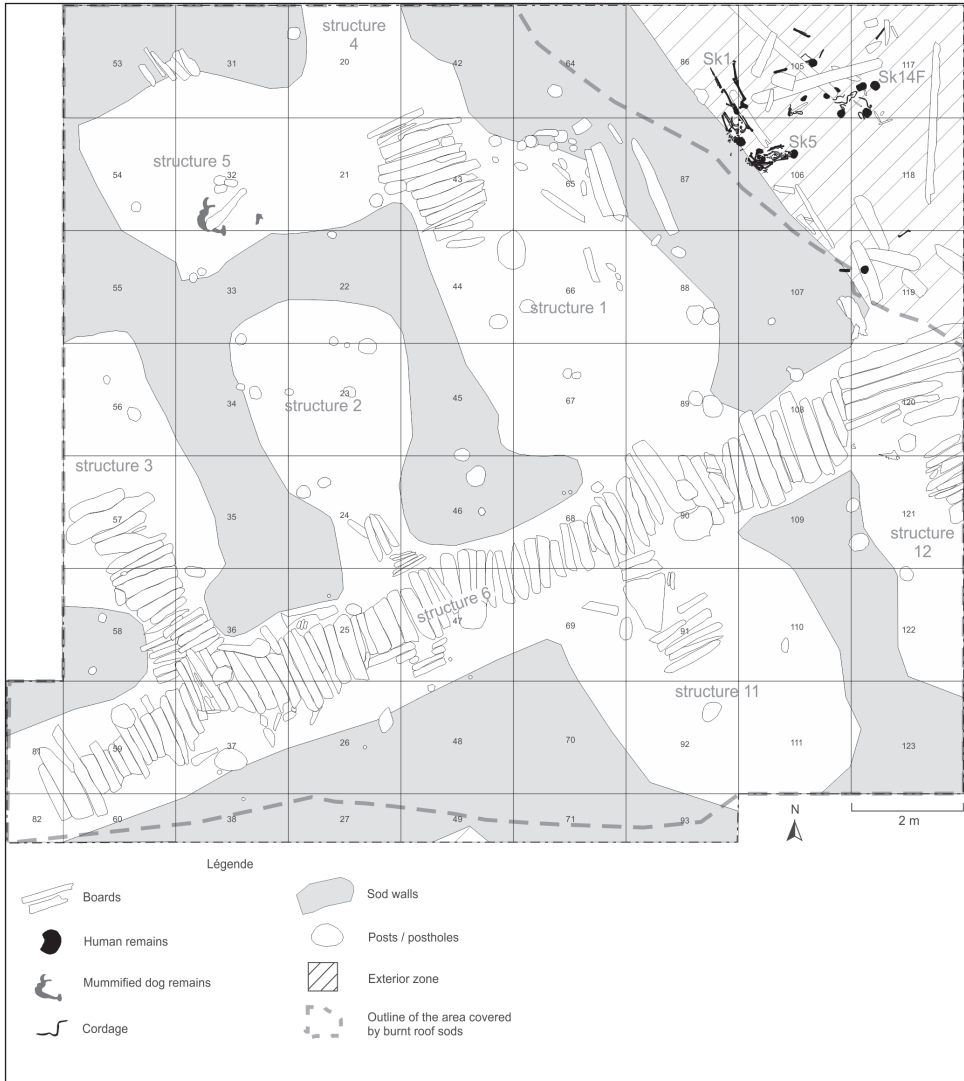 structure
4
53 31 20 42 64 86 105 117
Sk1 Sk14F
structure 5 Sk5
54 32 21 43 65 87 106 118
55 33 22 44 66 88 107 119
structure 1
56 34 23 45 67 89 108 120
structure 2
structure 3
57 35 24 46 68 90 109 121
structure
12
structure 6
58 36 25 47 69 91 110 122
structure 11
81 59 37 26 48 70 92 111 123
82 60 38 27 49 71 93
N
2 m
Légende
Boards
Sod walls
Human remains
Posts / postholes
Mummified dog remains
Exterior zone
Cordage
Outline of the area covered
by burnt roof sods